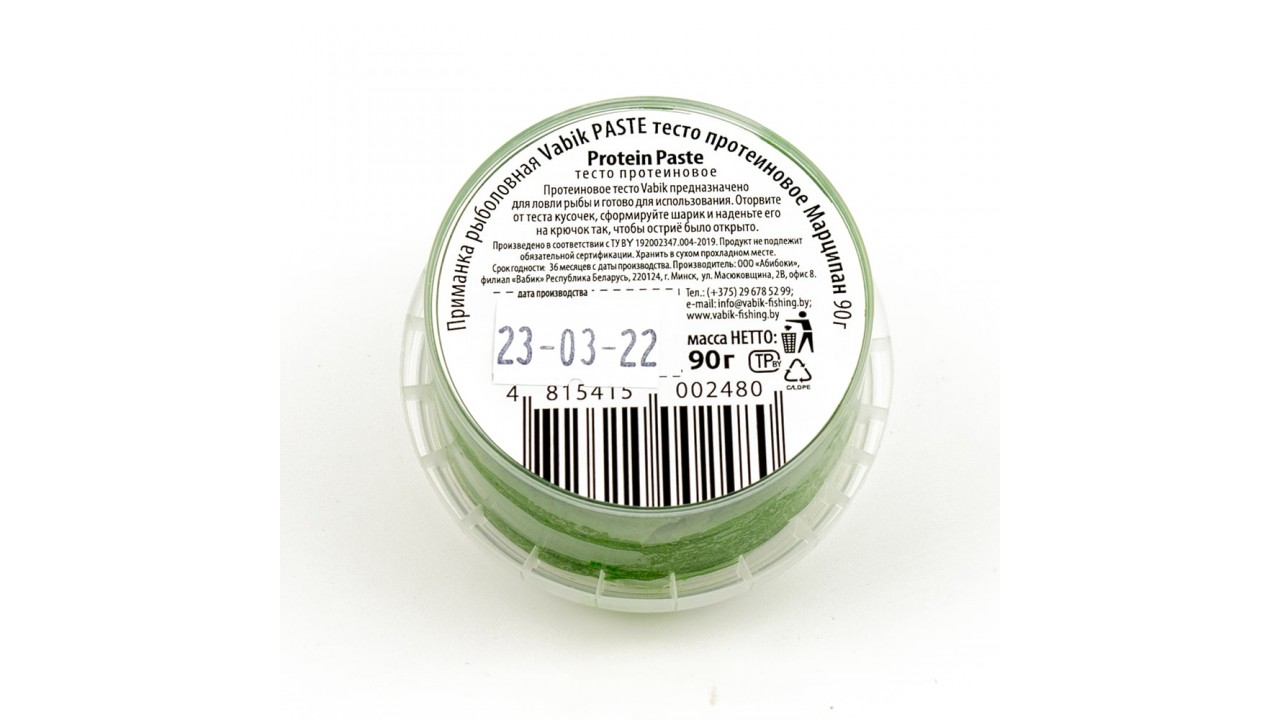 Приманка рыболовная Vabik PASTE тесто протеиновое Марципан 90г
Protein Paste
тесто протеиновое
Протеиновое тесто Vabik предназначено
для ловли рыбы и готово для использования. Оторвите
от теста кусочек, сформируйте шарик и наденьте его
на крючок так, чтобы остриё было открыто.
Произведено в соответствии с ТУ BY 192002347.004-2019. Продукт не подлежит
обязательной сертификации. Хранить в сухом прохладном месте.
Срок годности: 36 месяцев с даты производства. Производитель: ООО «Абибоки»,
филиал «Вабик» Республика Беларусь, 220124, г. Минск, ул. Масюковщина, 2В, офис 8.
дата производства
Тел.: (+375) 29 678 52 99;
e-mail: info@vabik-fishing.by;
www.vabik-fishing.by
23-03-22
масса НЕТТО:
90г
ТР BY
C/LDPE
4 815415 002480